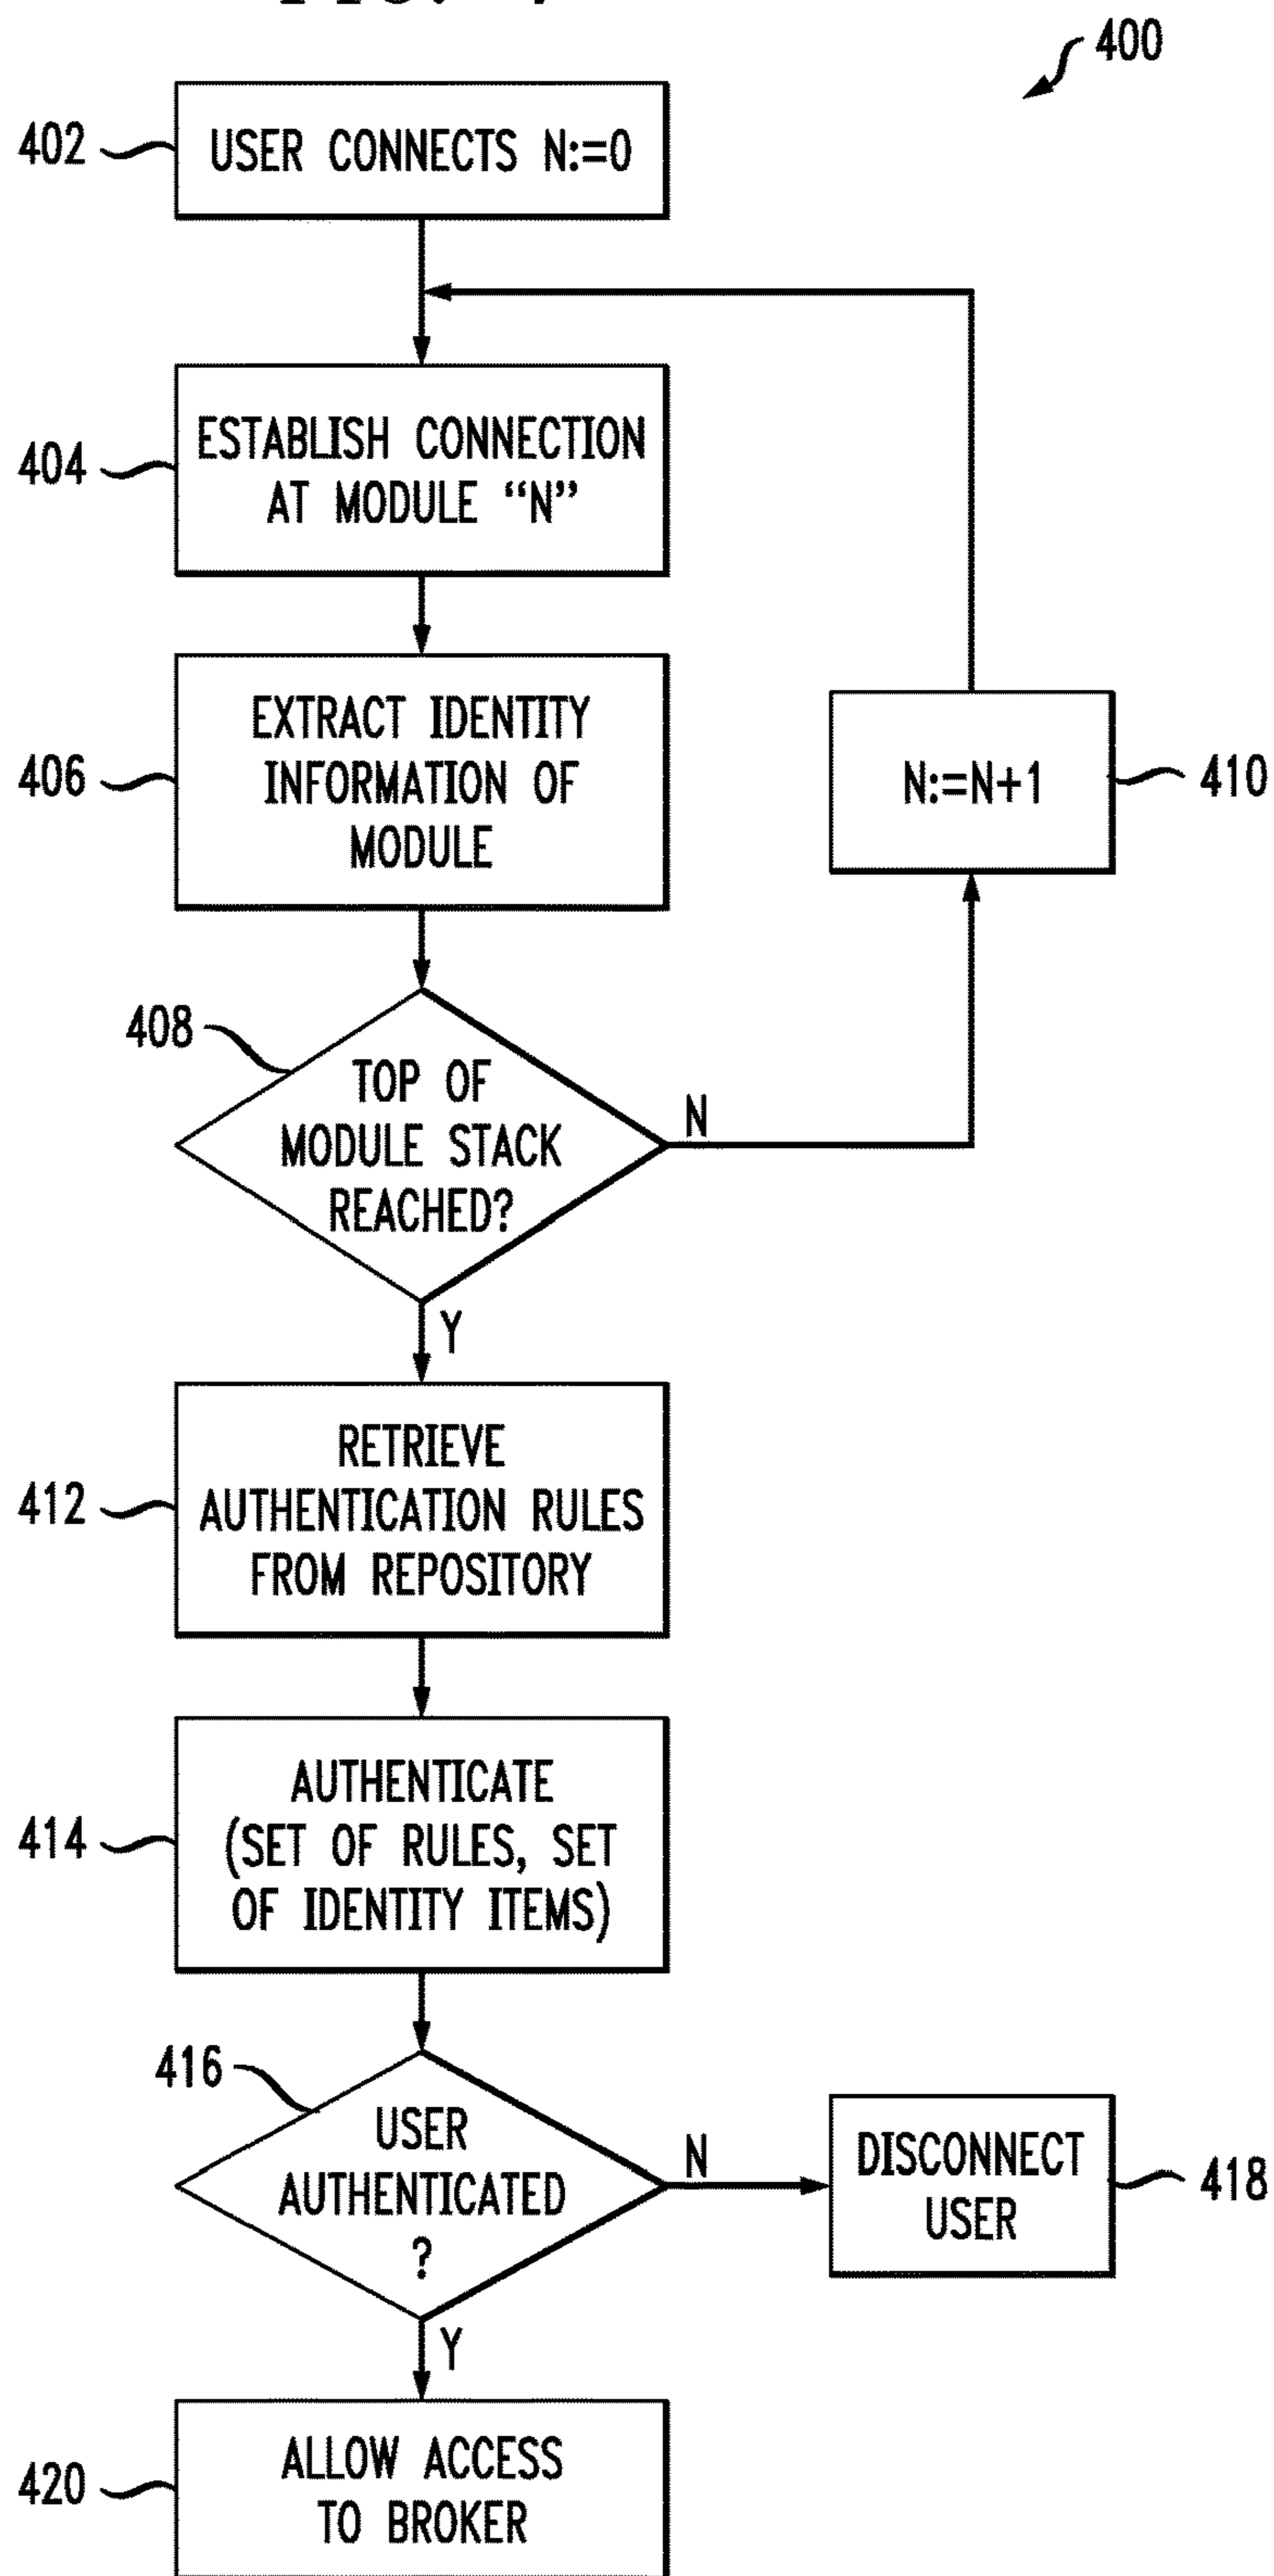 400
402
USER CONNECTS N:=0
404
ESTABLISH CONNECTION
AT MODULE “N”
406
EXTRACT IDENTITY
INFORMATION OF
MODULE
N:=N+1
410
408
TOP OF
MODULE STACK
REACHED?
N
Y
412
RETRIEVE
AUTHENTICATION RULES
FROM REPOSITORY
414
AUTHENTICATE
(SET OF RULES, SET
OF IDENTITY ITEMS)
416
USER
AUTHENTICATED
?
N
DISCONNECT
USER
418
Y
420
ALLOW ACCESS
TO BROKER